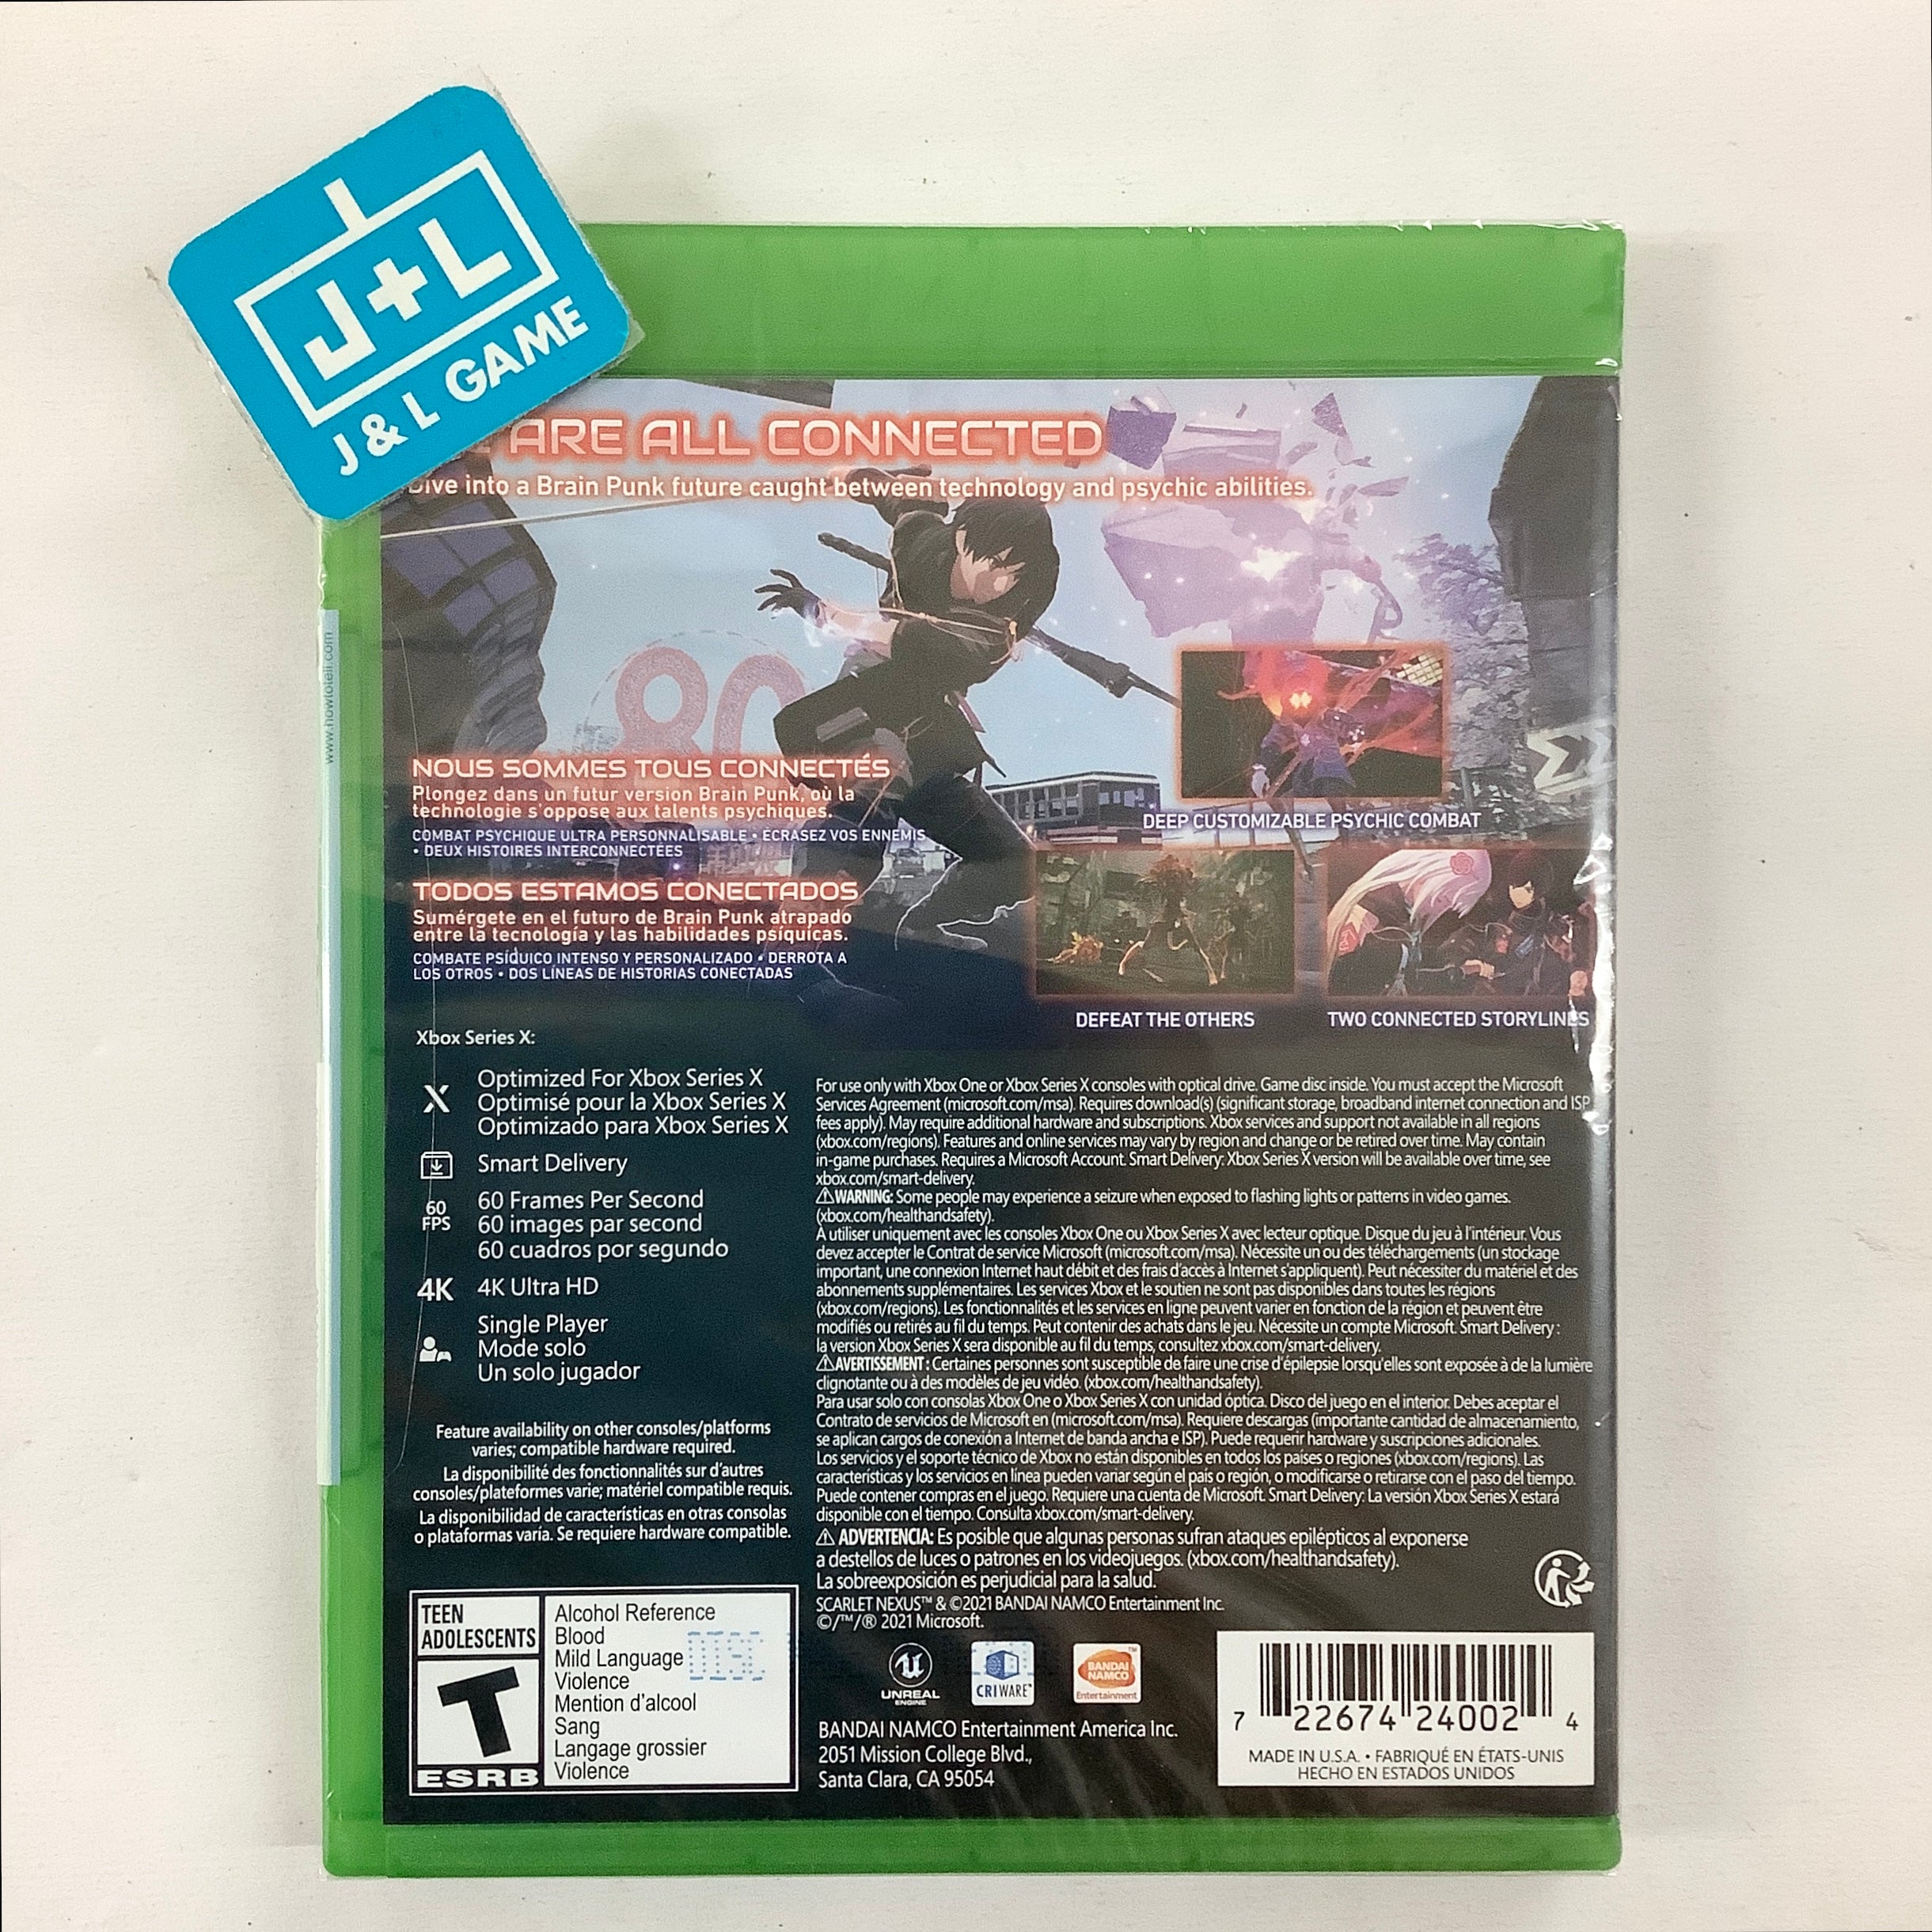 J+L
J & L GAME
ARE ALL CONNECTED
Dive into a Brain Punk future caught between technology and psychic abilities.
80
NOUS SOMMES TOUS CONNECTÉS
Plongez dans un futur version Brain Punk, où la
technologie s'oppose aux talents psychiques.
COMBAT PSYCHIQUE ULTRA PERSONNALISABLE • ÉCRASEZ VOS ENNEMIS
• DEUX HISTOIRES INTERCONNECTÉES
TODOS ESTAMOS CONECTADOS
Sumérgete en el futuro de Brain Punk atrapado
entre la tecnología y las habilidades psíquicas.
COMBATE PSÍQUICO INTENSO Y PERSONALIZADO • DERROTA A
LOS OTROS • DOS LÍNEAS DE HISTORIAS CONECTADAS
DEEP CUSTOMIZABLE PSYCHIC COMBAT
DEFEAT THE OTHERS
TWO CONNECTED STORYLINES
www.howtotell.com
Xbox Series X:
X
Optimized For Xbox Series X
Optimisé pour la Xbox Series X
Optimizado para Xbox Series X
Smart Delivery
60
FPS
60 Frames Per Second
60 images par second
60 cuadros por segundo
4K
4K Ultra HD
Single Player
Mode solo
Un solo jugador
Feature availability on other consoles/platforms
varies; compatible hardware required.
La disponibilité des fonctionnalités sur d'autres
consoles/plateformes varie; matériel compatible requis.
La disponibilidad de características en otras consolas
o plataformas varía. Se requiere hardware compatible.
For use only with Xbox One or Xbox Series X consoles with optical drive. Game disc inside. You must accept the Microsoft
Services Agreement (microsoft.com/msa). Requires download(s) (significant storage, broadband internet connection and ISP
fees apply). May require additional hardware and subscriptions. Xbox services and support not available in all regions
(xbox.com/regions). Features and online services may vary by region and change or be retired over time. May contain
in-game purchases. Requires a Microsoft Account. Smart Delivery: Xbox Series X version will be available over time, see
xbox.com/smart-delivery.
⚠WARNING: Some people may experience a seizure when exposed to flashing lights or patterns in video games.
(xbox.com/healthandsafety).
À utiliser uniquement avec les consoles Xbox One ou Xbox Series X avec lecteur optique. Disque du jeu à l'intérieur. Vous
devez accepter le Contrat de service Microsoft (microsoft.com/msa). Nécessite un ou des téléchargements (un stockage
important, une connexion Internet haut débit et des frais d'accès à Internet s'appliquent). Peut nécessiter du matériel et des
abonnements supplémentaires. Les services Xbox et le soutien ne sont pas disponibles dans toutes les régions
(xbox.com/regions). Les fonctionnalités et les services en ligne peuvent varier en fonction de la région et peuvent être
modifiés ou retirés au fil du temps. Peut contenir des achats dans le jeu. Nécessite un compte Microsoft. Smart Delivery :
la version Xbox Series X sera disponible au fil du temps, consultez xbox.com/smart-delivery.
⚠AVERTISSEMENT : Certaines personnes sont susceptible de faire une crise d'épilepsie lorsqu'elles sont exposée à de la lumière
clignotante ou à des modèles de jeu vidéo. (xbox.com/healthandsafety).
Para usar solo con consolas Xbox One o Xbox Series X con unidad óptica. Disco del juego en el interior. Debes aceptar el
Contrato de servicios de Microsoft en (microsoft.com/msa). Requiere descargas (importante cantidad de almacenamiento,
se aplican cargos de conexión a Internet de banda ancha e ISP). Puede requerir hardware y suscripciones adicionales.
Los servicios y el soporte técnico de Xbox no están disponibles en todos los países o regiones (xbox.com/regions). Las
características y los servicios en línea pueden variar según el país o región, o modificarse o retirarse con el paso del tiempo.
Puede contener compras en el juego. Requiere una cuenta de Microsoft. Smart Delivery: La versión Xbox Series X estará
disponible con el tiempo. Consulta xbox.com/smart-delivery.
⚠ ADVERTENCIA: Es posible que algunas personas sufran ataques epilépticos al exponerse
a destellos de luces o patrones en los videojuegos. (xbox.com/healthandsafety).
La sobreexposición es perjudicial para la salud.
SCARLET NEXUS™ & ©2021 BANDAI NAMCO Entertainment Inc.
©/™/® 2021 Microsoft.
TEEN
ADOLESCENTS
T
ESRB
Alcohol Reference
Blood
Mild Language
Violence
Mention d'alcool
Sang
Langage grossier
Violence
DISC
UNREAL
ENGINE
CRIWARE™
BANDAI
NAMCO
Entertainment
™
BANDAI NAMCO Entertainment America Inc.
2051 Mission College Blvd.,
Santa Clara, CA 95054
7 22674 24002 4
MADE IN U.S.A. • FABRIQUÉ EN ÉTATS-UNIS
HECHO EN ESTADOS UNIDOS